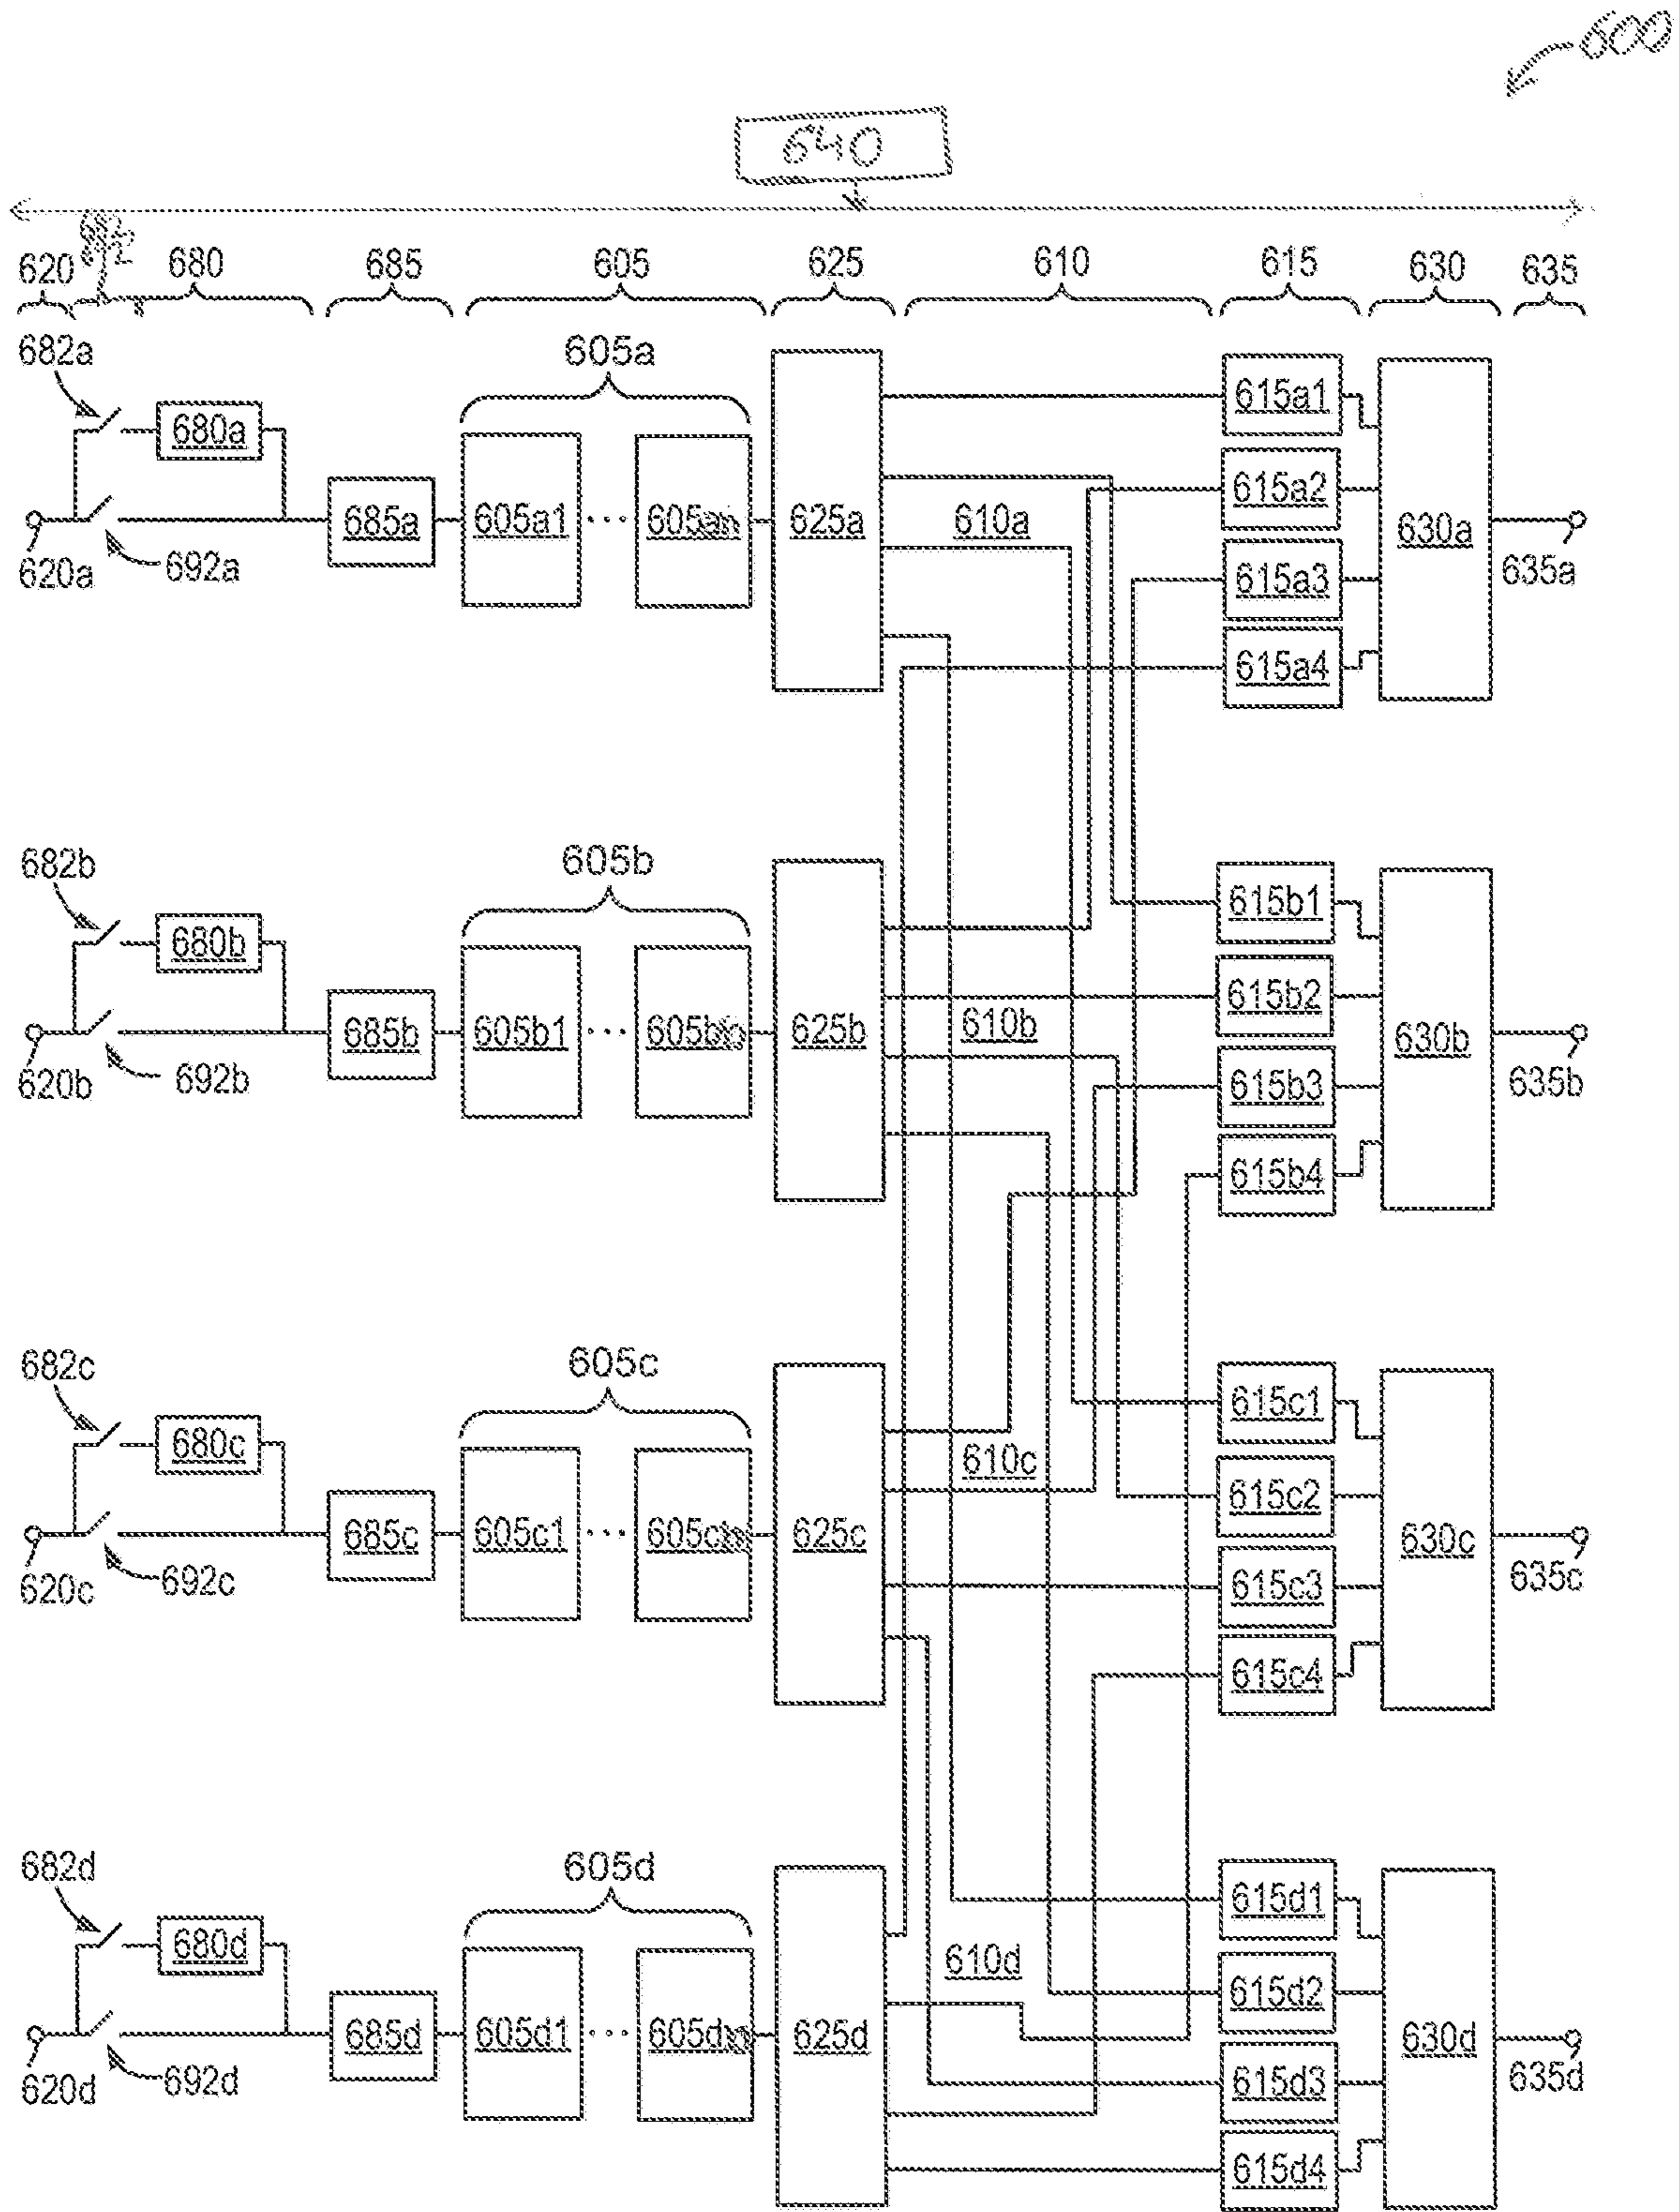 600
640
620 680 685 605 625 610 615 630 635
682a 605a
680a 615a1
615a2
685a 605a1 ... 605an 625a 610a 630a
620a 692a 615a3 635a
615a4
682b 605b
680b 615b1
615b2
685b 605b1 ... 625b 610b 630b
620b 692b 615b3 635b
615b4
682c 605c
680c 615c1
610c
615c2
685c 605c1 ... 625c 630c
620c 692c 615c3 635c
615c4
682d 605d
680d 615d1
610d 615d2
685d 605d1 ... 625d 630d
620d 692d 615d3 635d
615d4